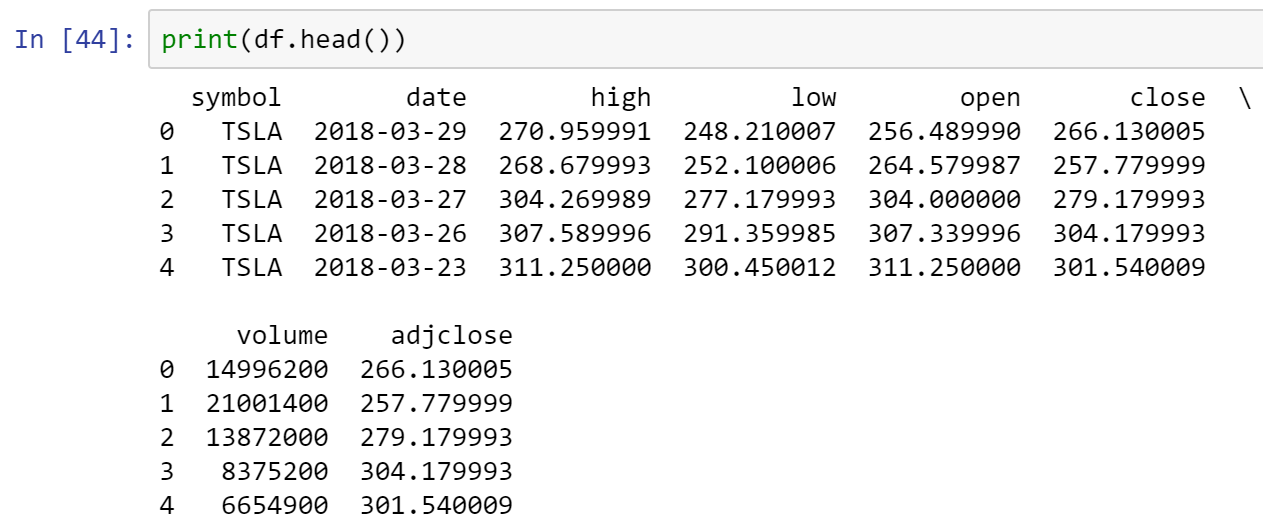 In [44]: print(df.head())
symbol date high low open close \
0 TSLA 2018-03-29 270.959991 248.210007 256.489990 266.130005
1 TSLA 2018-03-28 268.679993 252.100006 264.579987 257.779999
2 TSLA 2018-03-27 304.269989 277.179993 304.000000 279.179993
3 TSLA 2018-03-26 307.589996 291.359985 307.339996 304.179993
4 TSLA 2018-03-23 311.250000 300.450012 311.250000 301.540009
volume adjclose
0 14996200 266.130005
1 21001400 257.779999
2 13872000 279.179993
3 8375200 304.179993
4 6654900 301.540009